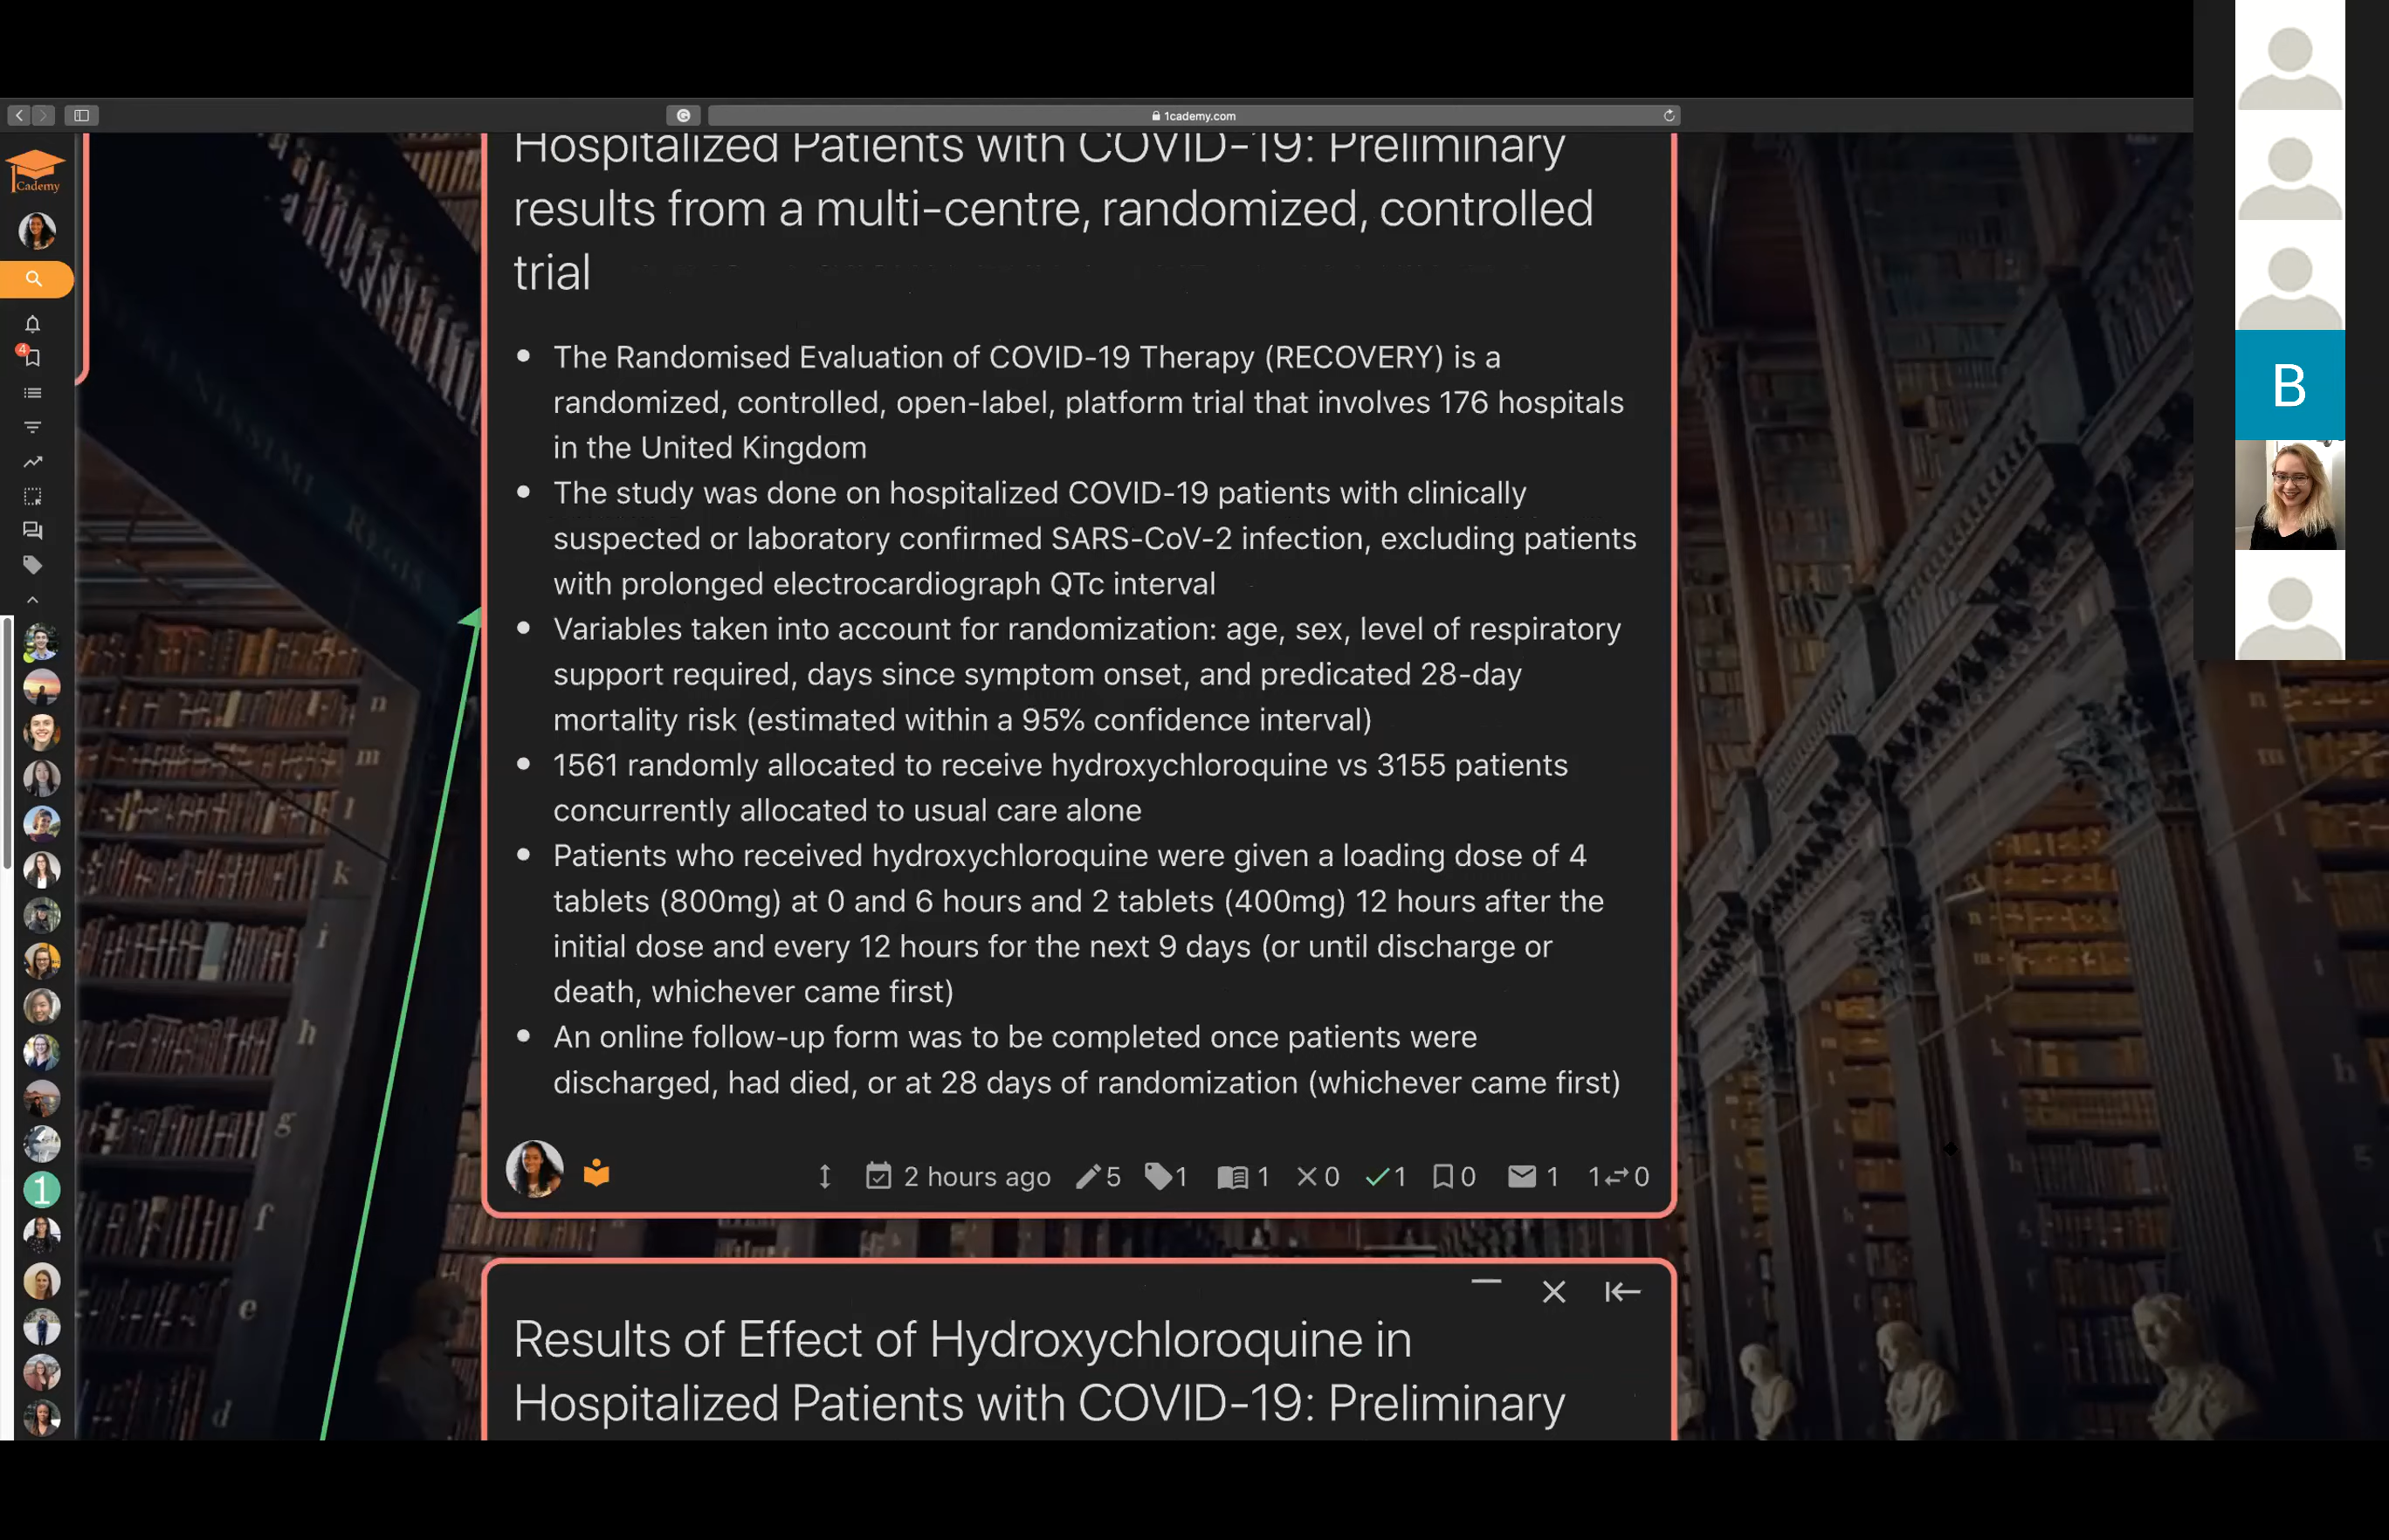 1cademy.com
Hospitalized Patients with COVID-19: Preliminary
results from a multi-centre, randomized, controlled
trial
1Cademy
4
B
• The Randomised Evaluation of COVID-19 Therapy (RECOVERY) is a
randomized, controlled, open-label, platform trial that involves 176 hospitals
in the United Kingdom
• The study was done on hospitalized COVID-19 patients with clinically
suspected or laboratory confirmed SARS-CoV-2 infection, excluding patients
with prolonged electrocardiograph QTc interval
• Variables taken into account for randomization: age, sex, level of respiratory
support required, days since symptom onset, and predicated 28-day
mortality risk (estimated within a 95% confidence interval)
• 1561 randomly allocated to receive hydroxychloroquine vs 3155 patients
concurrently allocated to usual care alone
• Patients who received hydroxychloroquine were given a loading dose of 4
tablets (800mg) at 0 and 6 hours and 2 tablets (400mg) 12 hours after the
initial dose and every 12 hours for the next 9 days (or until discharge or
death, whichever came first)
• An online follow-up form was to be completed once patients were
discharged, had died, or at 28 days of randomization (whichever came first)
2 hours ago 5 1 1 0 1 0 1 1 0
1
n
m
l
k
i
h
g
f
e
d
Results of Effect of Hydroxychloroquine in
Hospitalized Patients with COVID-19: Preliminary